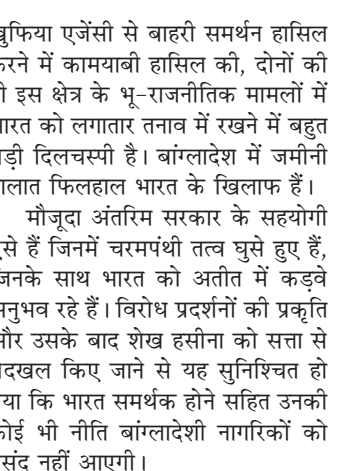 खुफिया एजेंसी से बाहरी समर्थन हासिल
करने में कामयाबी हासिल की, दोनों की
इस क्षेत्र के भू-राजनीतिक मामलों में
भारत को लगातार तनाव में रखने में बहुत
बड़ी दिलचस्पी है। बांग्लादेश में जमीनी
हालात फिलहाल भारत के खिलाफ हैं।
मौजूदा अंतरिम सरकार के सहयोगी
ऐसे हैं जिनमें चरमपंथी तत्व घुसे हुए हैं,
जिनके साथ भारत को अतीत में कड़वे
अनुभव रहे हैं। विरोध प्रदर्शनों की प्रकृति
और उसके बाद शेख हसीना को सत्ता से
बेदखल किए जाने से यह सुनिश्चित हो
गया कि भारत समर्थक होने सहित उनकी
कोई भी नीति बांग्लादेशी नागरिकों को
पसंद नहीं आएगी।